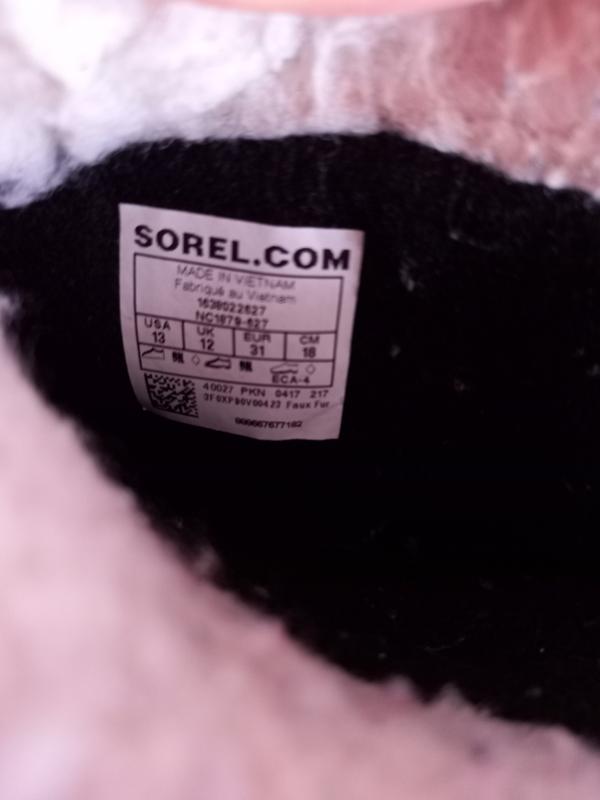 SOREL.COM
MADE IN VIETNAM
Fabriqué au Vietnam
1638022627
NC1879-627
USA UK EUR CM
13 12 31 18
ECA-4
40027 PKN 0417 217
Faux Fur